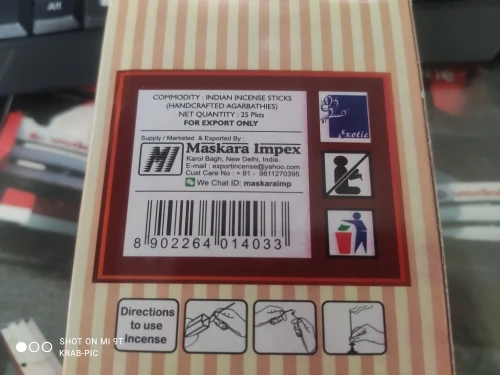 Alt
COMMODITY : INDIAN INCENSE STICKS
(HANDCRAFTED AGARBATHIES)
NET QUANTITY : 25 Pkts
FOR EXPORT ONLY
Supply / Marketed & Exported By :
MI
Maskara Impex
Karol Bagh, New Delhi, India.
E-mail : exportincense@yahoo.com
Cust Care No : + 91 - 9811270395.
We Chat ID: maskaraimp
8 902264 014033
Exotic
Directions
to use
Incense
SHOT ON MI 9T
KRAB-PIC